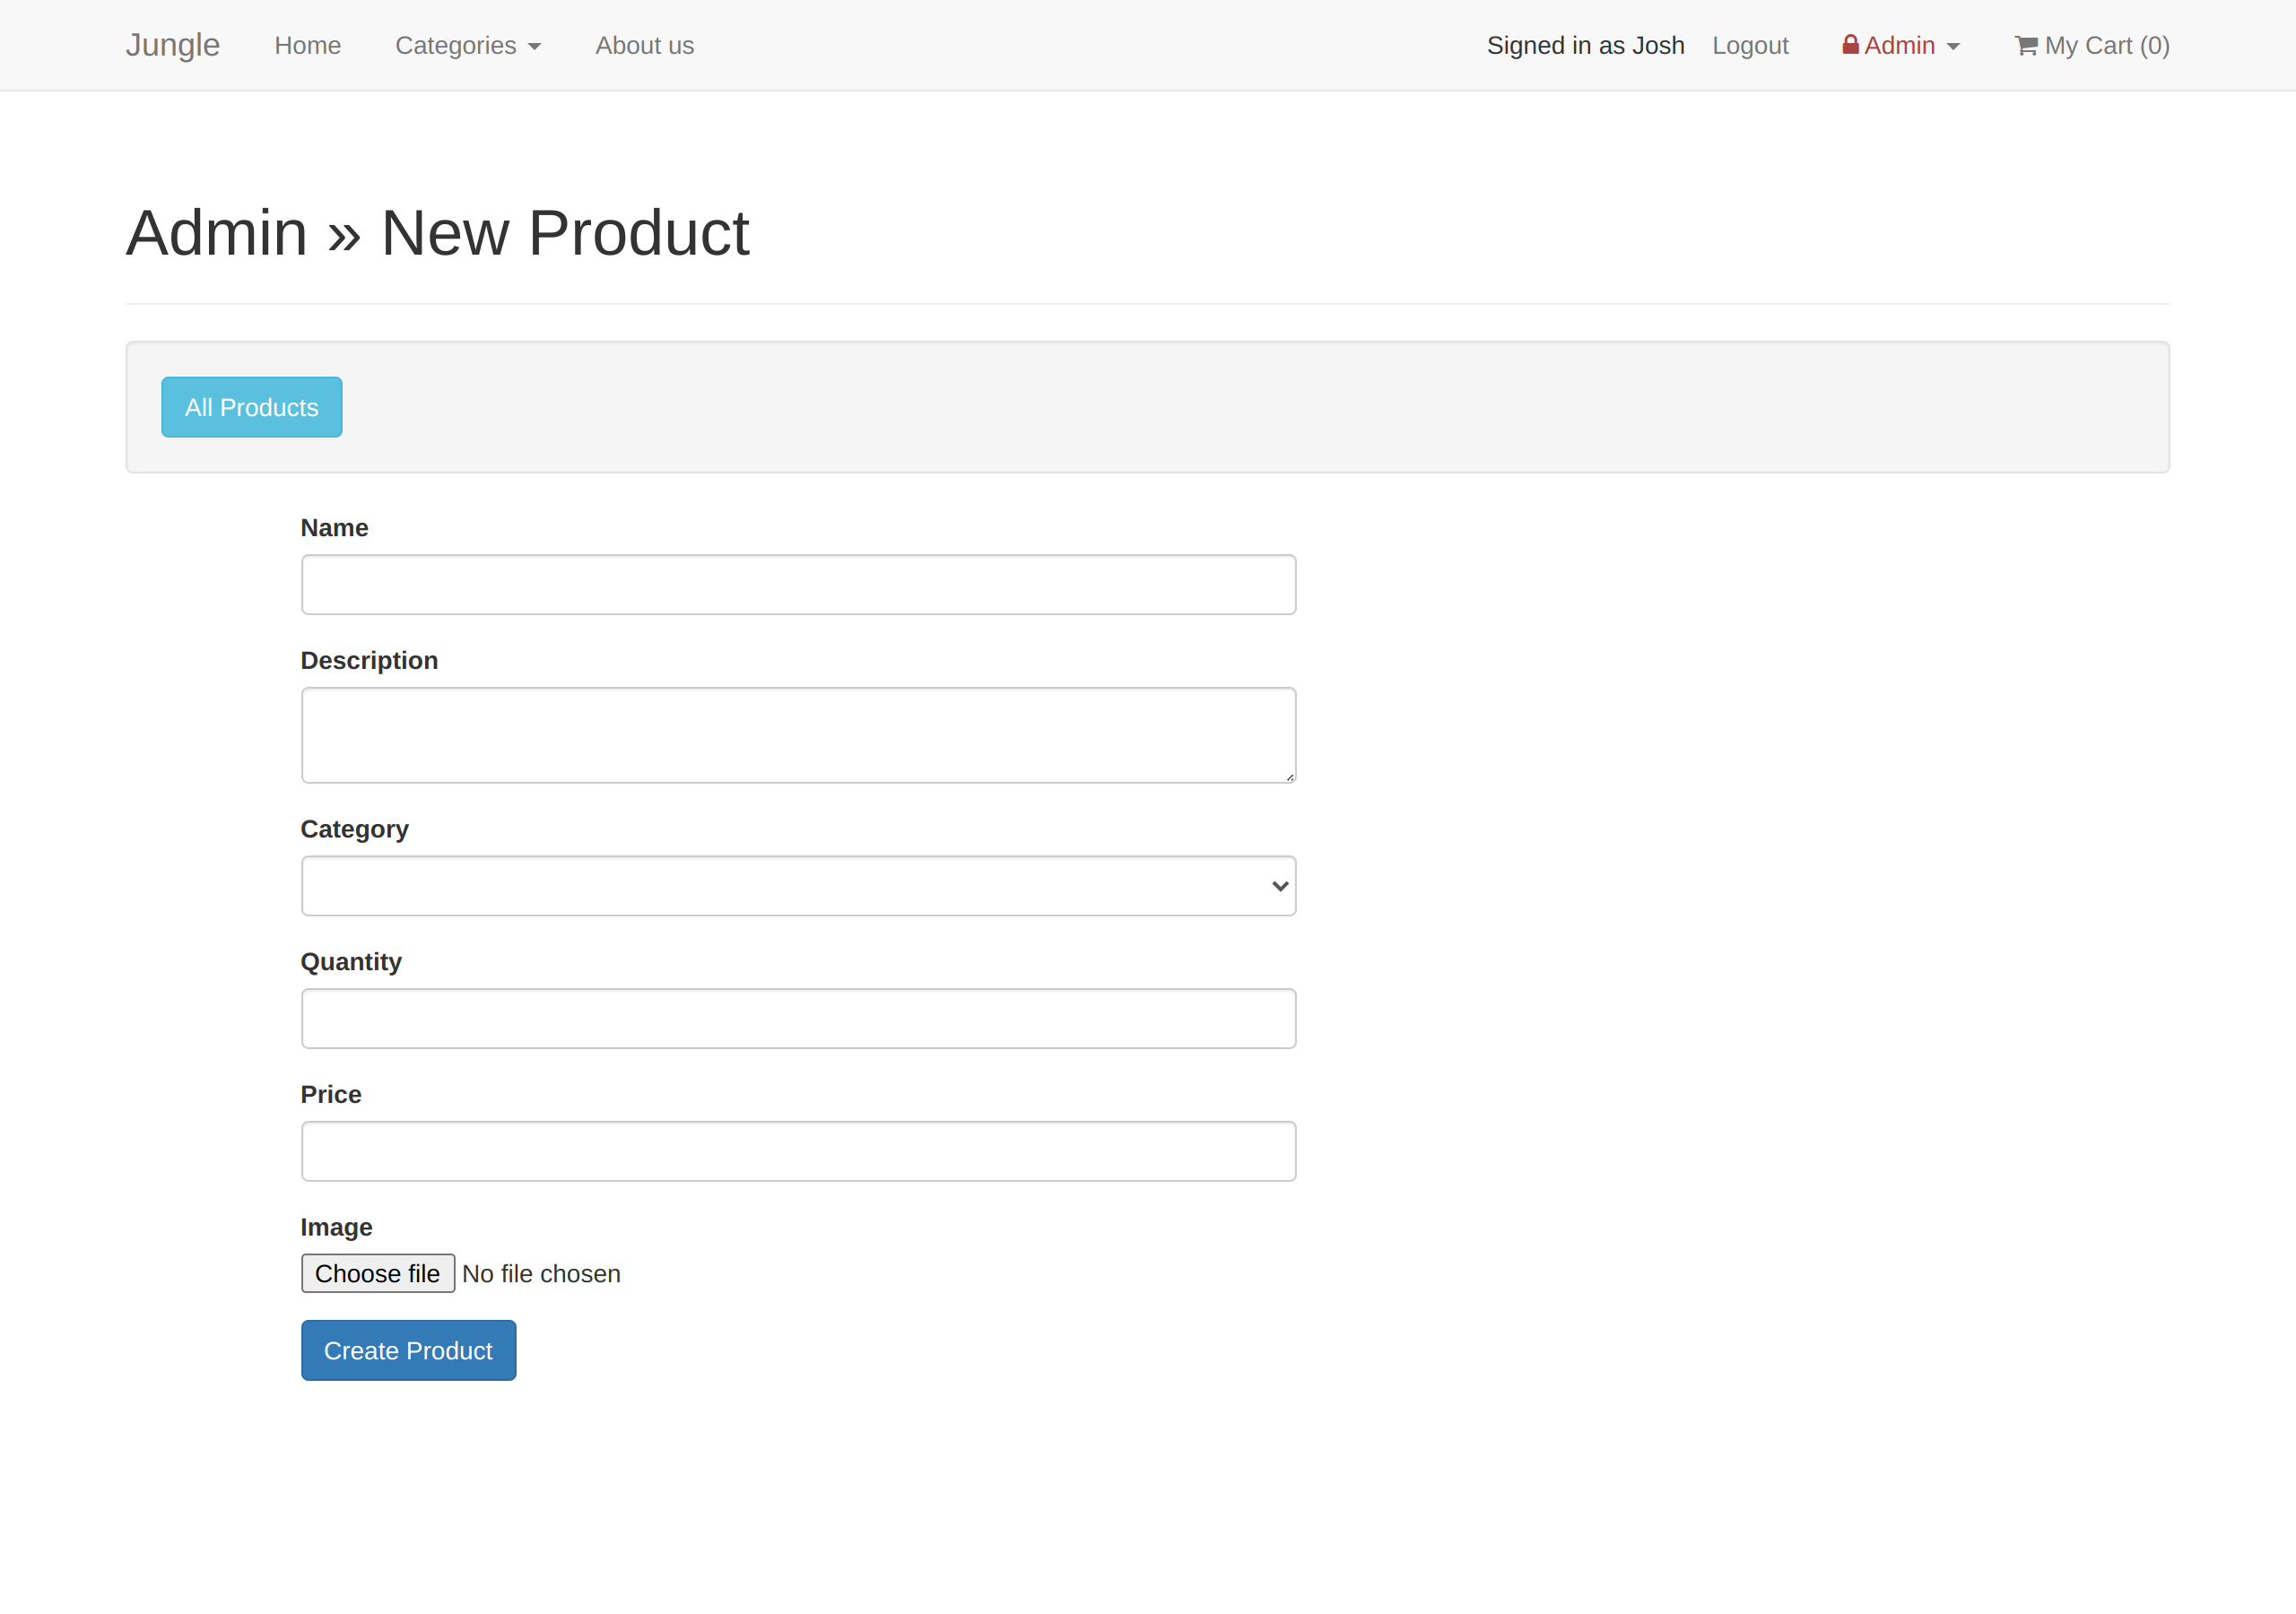 Jungle Home Categories About us Signed in as Josh Logout Admin My Cart (0)
Admin » New Product
All Products
Name
Description
Category
Quantity
Price
Image
Choose file No file chosen
Create Product